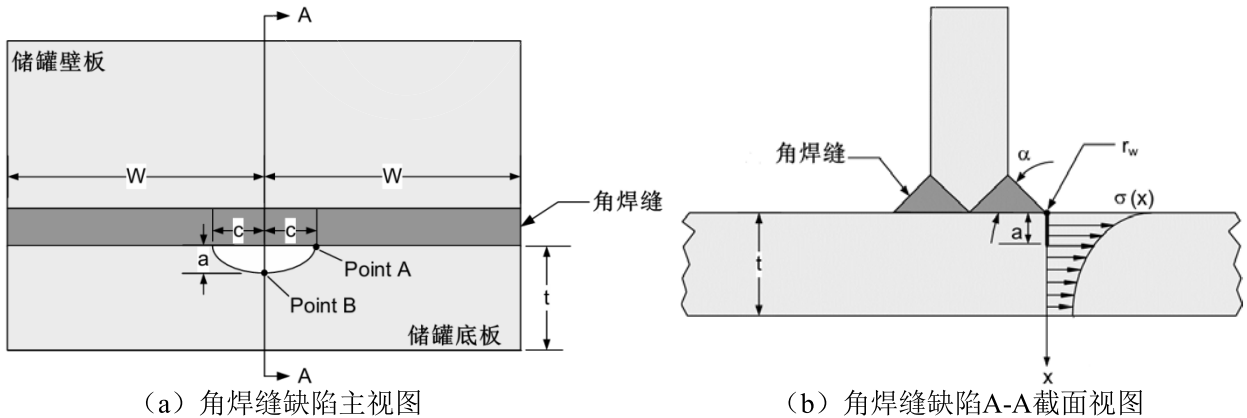 A
储罐壁板
W
W
角焊缝
c
c
a
Point A
Point B
t
储罐底板
A
（a）角焊缝缺陷主视图
角焊缝
α
r_w
σ(x)
a
t
x
（b）角焊缝缺陷A-A截面视图